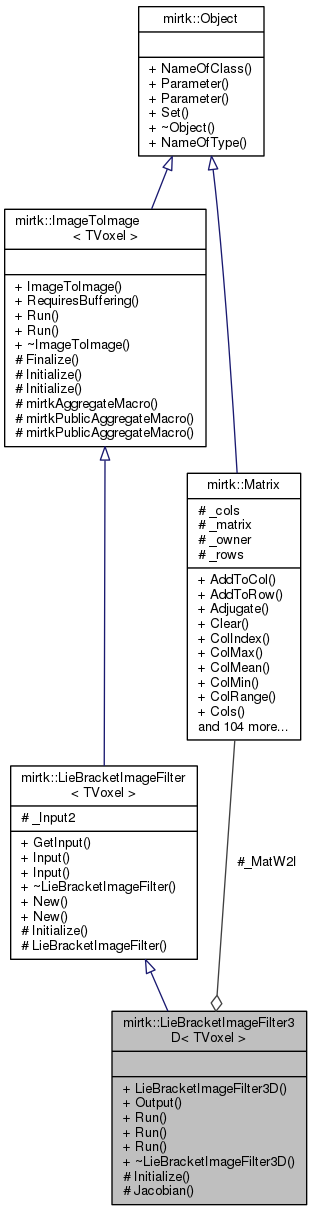 mirtk::Object
+ NameOfClass()
+ Parameter()
+ Parameter()
+ Set()
+ ~Object()
+ NameOfType()
mirtk::ImageToImage
< TVoxel >
+ ImageToImage()
+ RequiresBuffering()
+ Run()
+ Run()
+ ~ImageToImage()
# Finalize()
# Initialize()
# Initialize()
# mirtkAggregateMacro()
# mirtkPublicAggregateMacro()
# mirtkPublicAggregateMacro()
mirtk::Matrix
# _cols
# _matrix
# _owner
# _rows
+ AddToCol()
+ AddToRow()
+ Adjugate()
+ Clear()
+ ColIndex()
+ ColMax()
+ ColMean()
+ ColMin()
+ ColRange()
+ Cols()
and 104 more...
mirtk::LieBracketImageFilter
< TVoxel >
# _Input2
+ GetInput()
+ Input()
+ Input()
+ ~LieBracketImageFilter()
+ New()
+ New()
# Initialize()
# LieBracketImageFilter()
#_MatW2I
mirtk::LieBracketImageFilter3
D< TVoxel >
+ LieBracketImageFilter3D()
+ Output()
+ Run()
+ Run()
+ Run()
+ ~LieBracketImageFilter3D()
# Initialize()
# Jacobian()